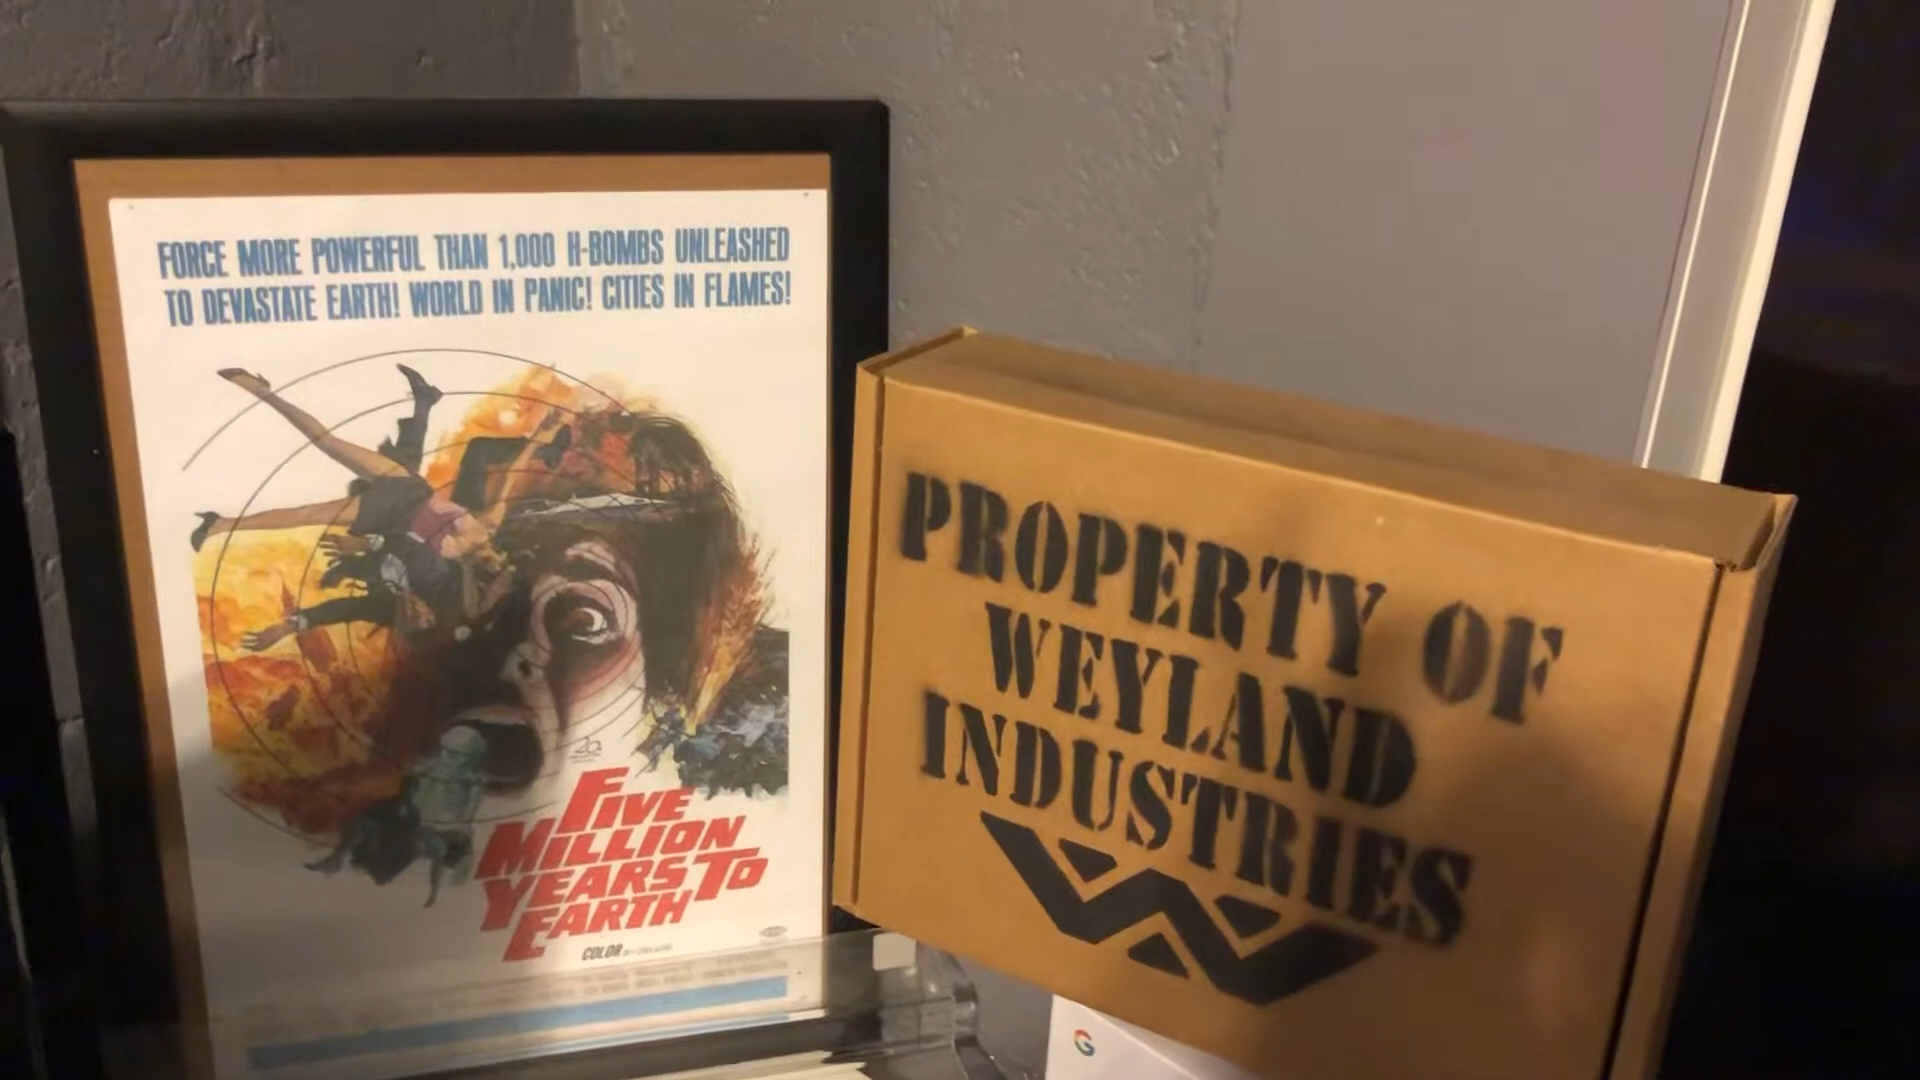 FORCE MORE POWERFUL THAN 1,000 H-BOMBS UNLEASHED
TO DEVASTATE EARTH! WORLD IN PANIC! CITIES IN FLAMES!
FIVE
MILLION
YEARS TO
EARTH
COLOR
PROPERTY OF
WEYLAND
INDUSTRIES
G